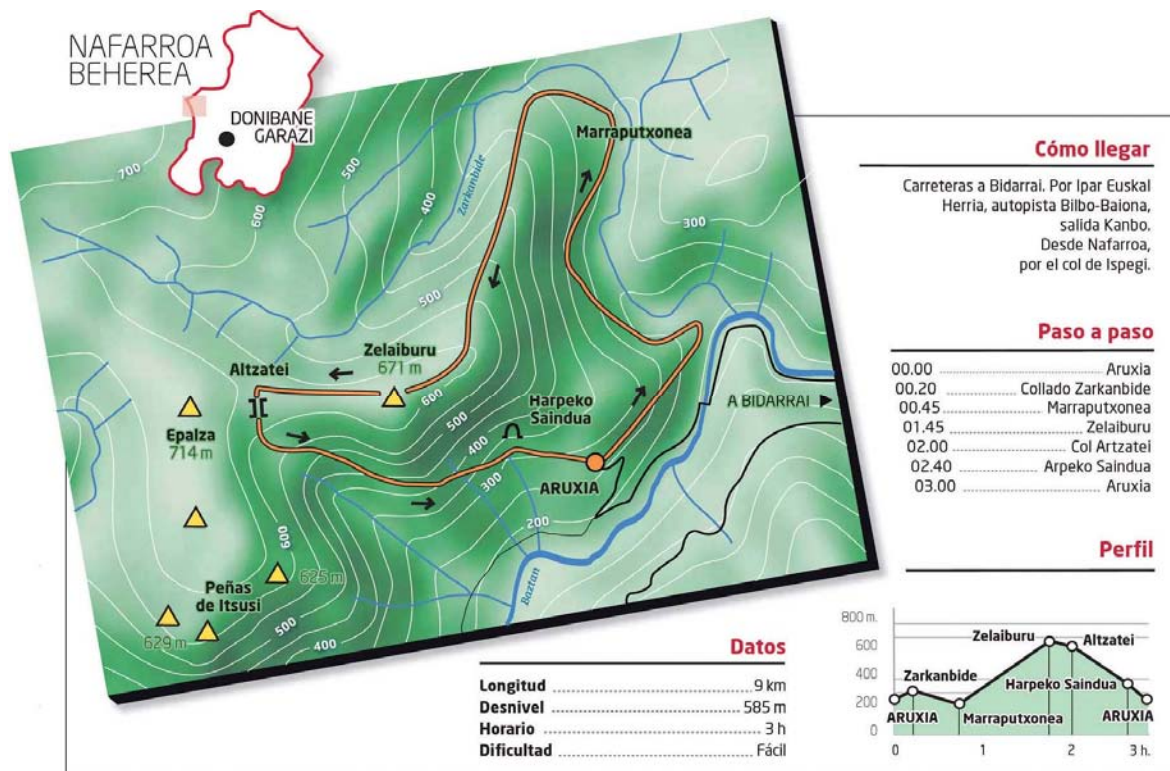 NAFARROA
BEHEREA
DONIBANE
GARAZI
700
600
500
400
Zarkanbide
Marraputxonea
300
500
Altzatei
Zelaiburu
671 m
600
500
400
300
Harpeko
Saindua
A BIDARRAI
Epalza
714 m
ARUXIA
200
600
625 m
Peñas
de Itsusi
629 m
500
400
Baztan
Cómo llegar
Carreteras a Bidarrai. Por Ipar Euskal
Herria, autopista Bilbo-Baiona,
salida Kanbo.
Desde Nafarroa,
por el col de Ispegi.
Paso a paso
00.00 Aruxia
00.20 Collado Zarkanbide
00.45 Marraputxonea
01.45 Zelaiburu
02.00 Col Artzatei
02.40 Arpeko Saindua
03.00 Aruxia
Perfil
800 m.
600
400
200
0
Zelaiburu
Altzatei
Zarkanbide
Harpeko Saindua
ARUXIA
Marraputxonea
ARUXIA
0 1 2 3 h.
Datos
Longitud 9 km
Desnivel 585 m
Horario 3 h
Dificultad Fácil